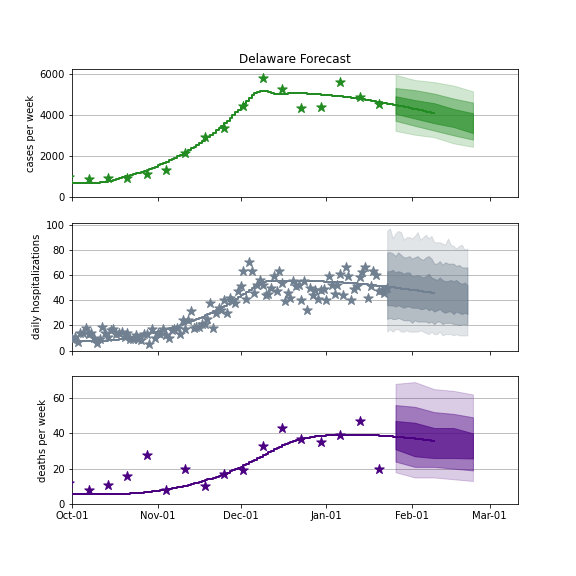 Delaware Forecast
6000
4000
2000
0
cases per week
100
80
60
40
20
0
daily hospitalizations
60
40
20
0
deaths per week
Oct-01 Nov-01 Dec-01 Jan-01 Feb-01 Mar-01